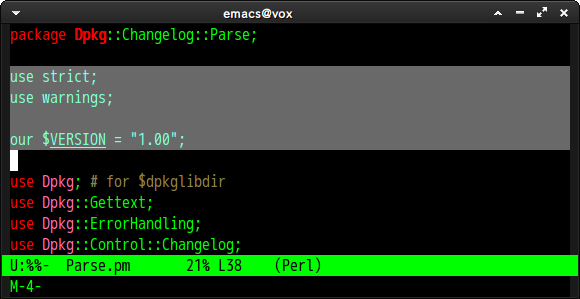 emacs@vox
package Dpkg::Changelog::Parse;
use strict;
use warnings;
our $VERSION = "1.00";
use Dpkg; # for $dpkglibdir
use Dpkg::Gettext;
use Dpkg::ErrorHandling;
use Dpkg::Control::Changelog;
U:%%-  Parse.pm       21% L38    (Perl)
M-4-